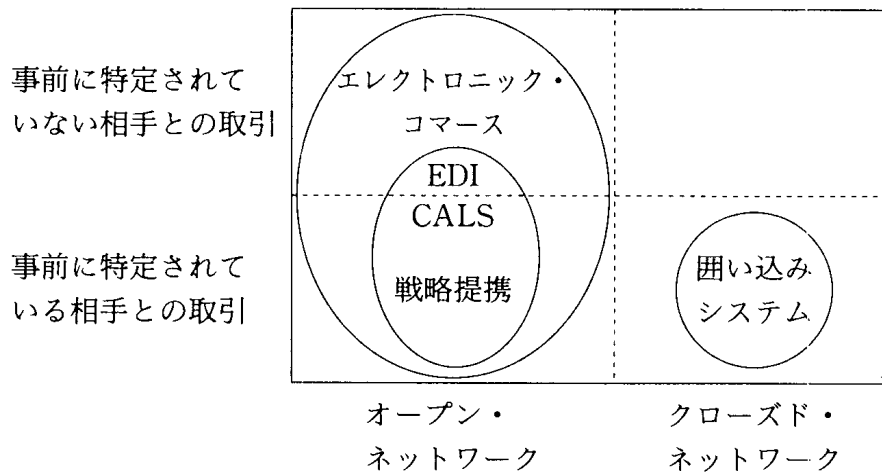 事前に特定されて
いない相手との取引
エレクトロニック・
コマース
EDI
CALS
戦略提携
事前に特定されて
いる相手との取引
囲い込み
システム
オープン・
ネットワーク
クローズド・
ネットワーク